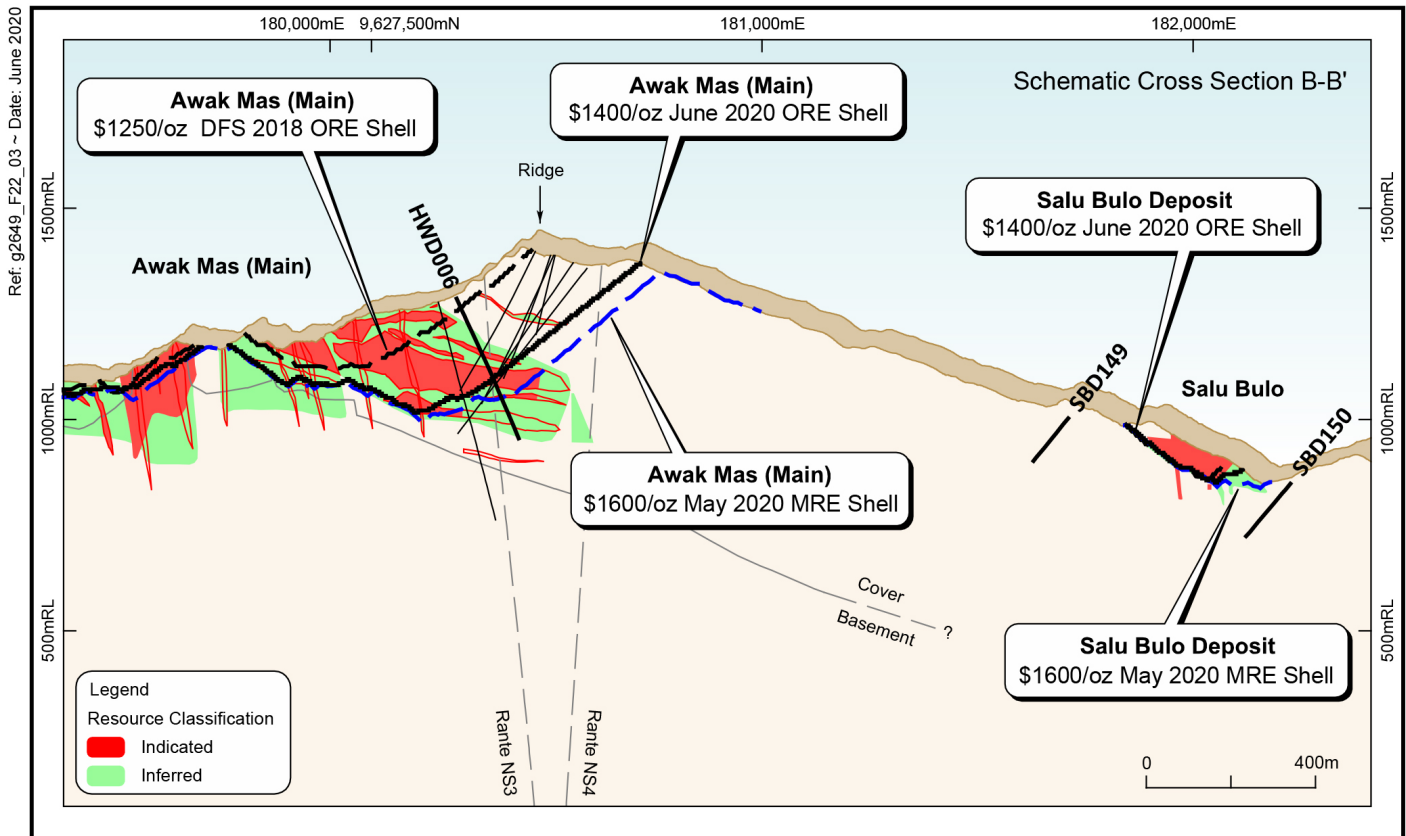 Ref: g2649_F22_03 ~ Date: June 2020
180,000mE
9,627,500mN
181,000mE
182,000mE
Schematic Cross Section B-B'
Awak Mas (Main)
$1250/oz DFS 2018 ORE Shell
Awak Mas (Main)
$1400/oz June 2020 ORE Shell
Ridge
Salu Bulo Deposit
$1400/oz June 2020 ORE Shell
1500mRL
1500mRL
HWD006
Awak Mas (Main)
SBD149
Salu Bulo
SBD150
1000mRL
1000mRL
Awak Mas (Main)
$1600/oz May 2020 MRE Shell
Cover
Basement
?
500mRL
500mRL
Salu Bulo Deposit
$1600/oz May 2020 MRE Shell
Legend
Resource Classification
Indicated
Inferred
Rante NS3
Rante NS4
0
400m